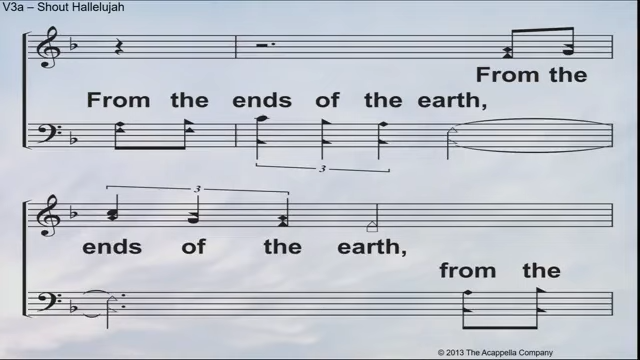 V3a – Shout Hallelujah
From the
From the ends of the earth,
3
3
ends of the earth,
from the
© 2013 The Acappella Company